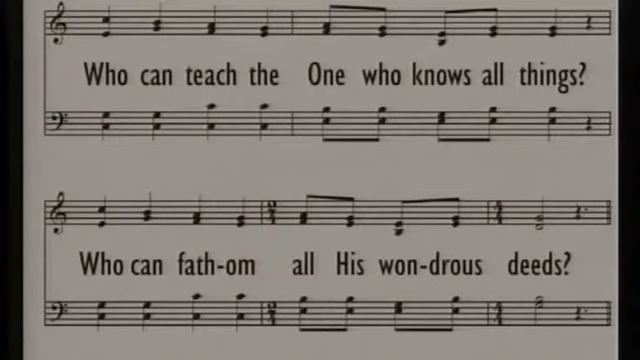 Who can teach the One who knows all things?
Who can fath-om all His won-drous deeds?